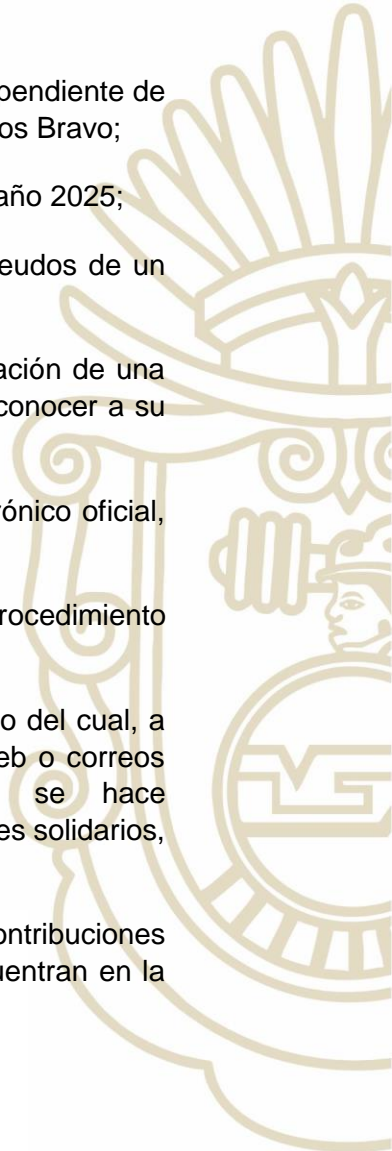 pendiente de
os Bravo;
año 2025;
eudos de un
ación de una
conocer a su
rónico oficial,
rocedimiento
o del cual, a
eb o correos
se hace
es solidarios,
ontribuciones
uentran en la